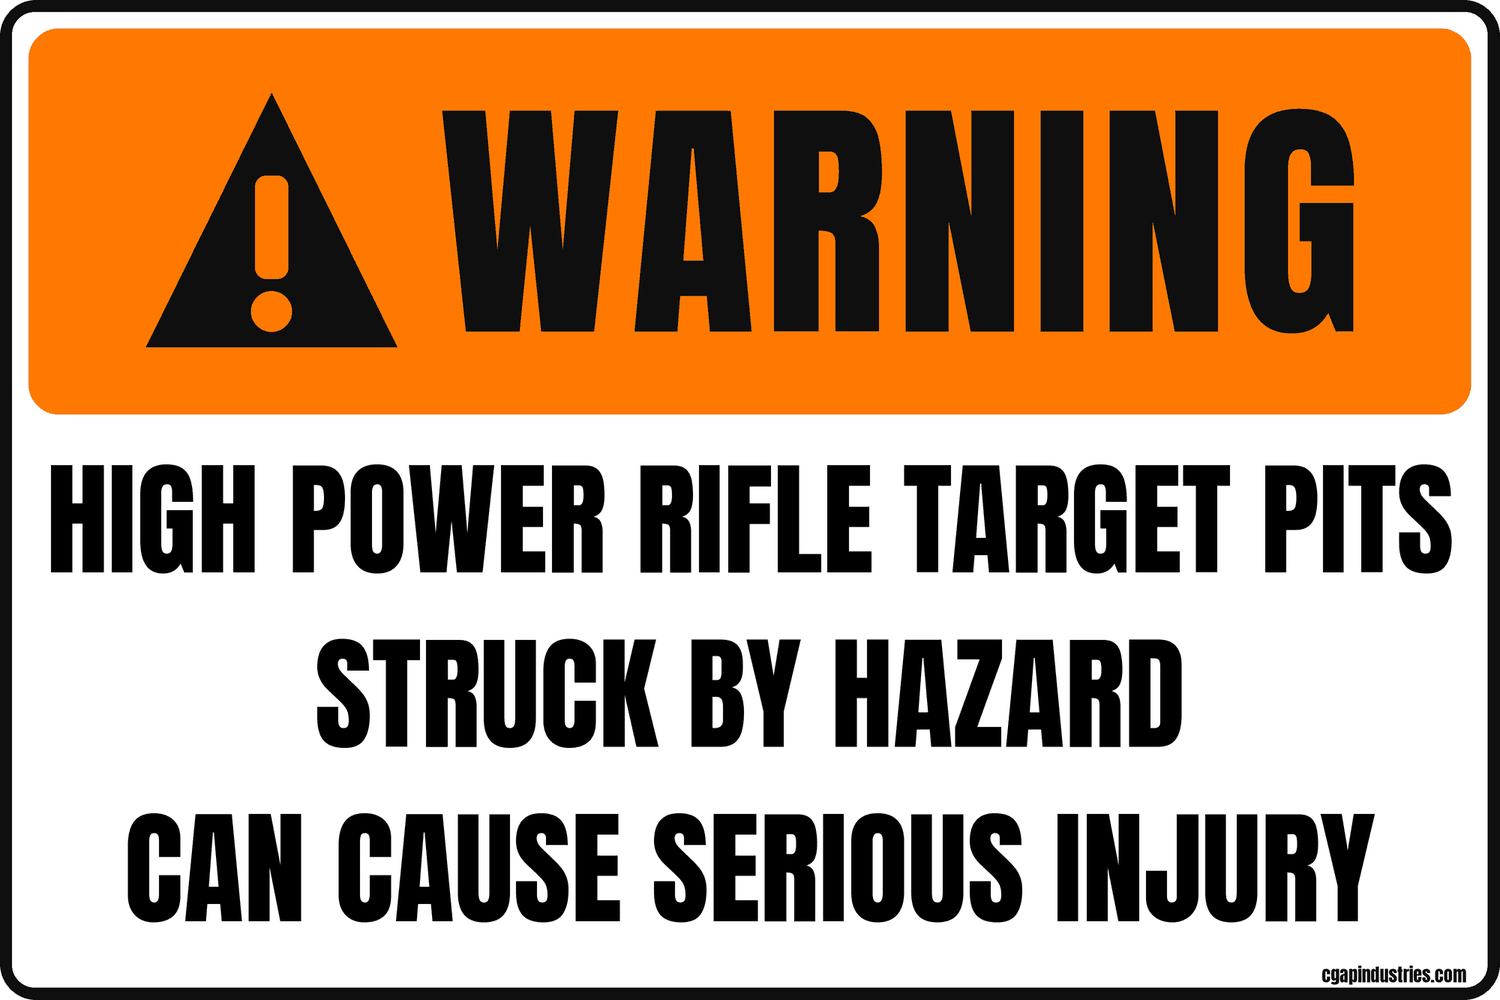 WARNING
HIGH POWER RIFLE TARGET PITS
STRUCK BY HAZARD
CAN CAUSE SERIOUS INJURY
cgapindustries.com